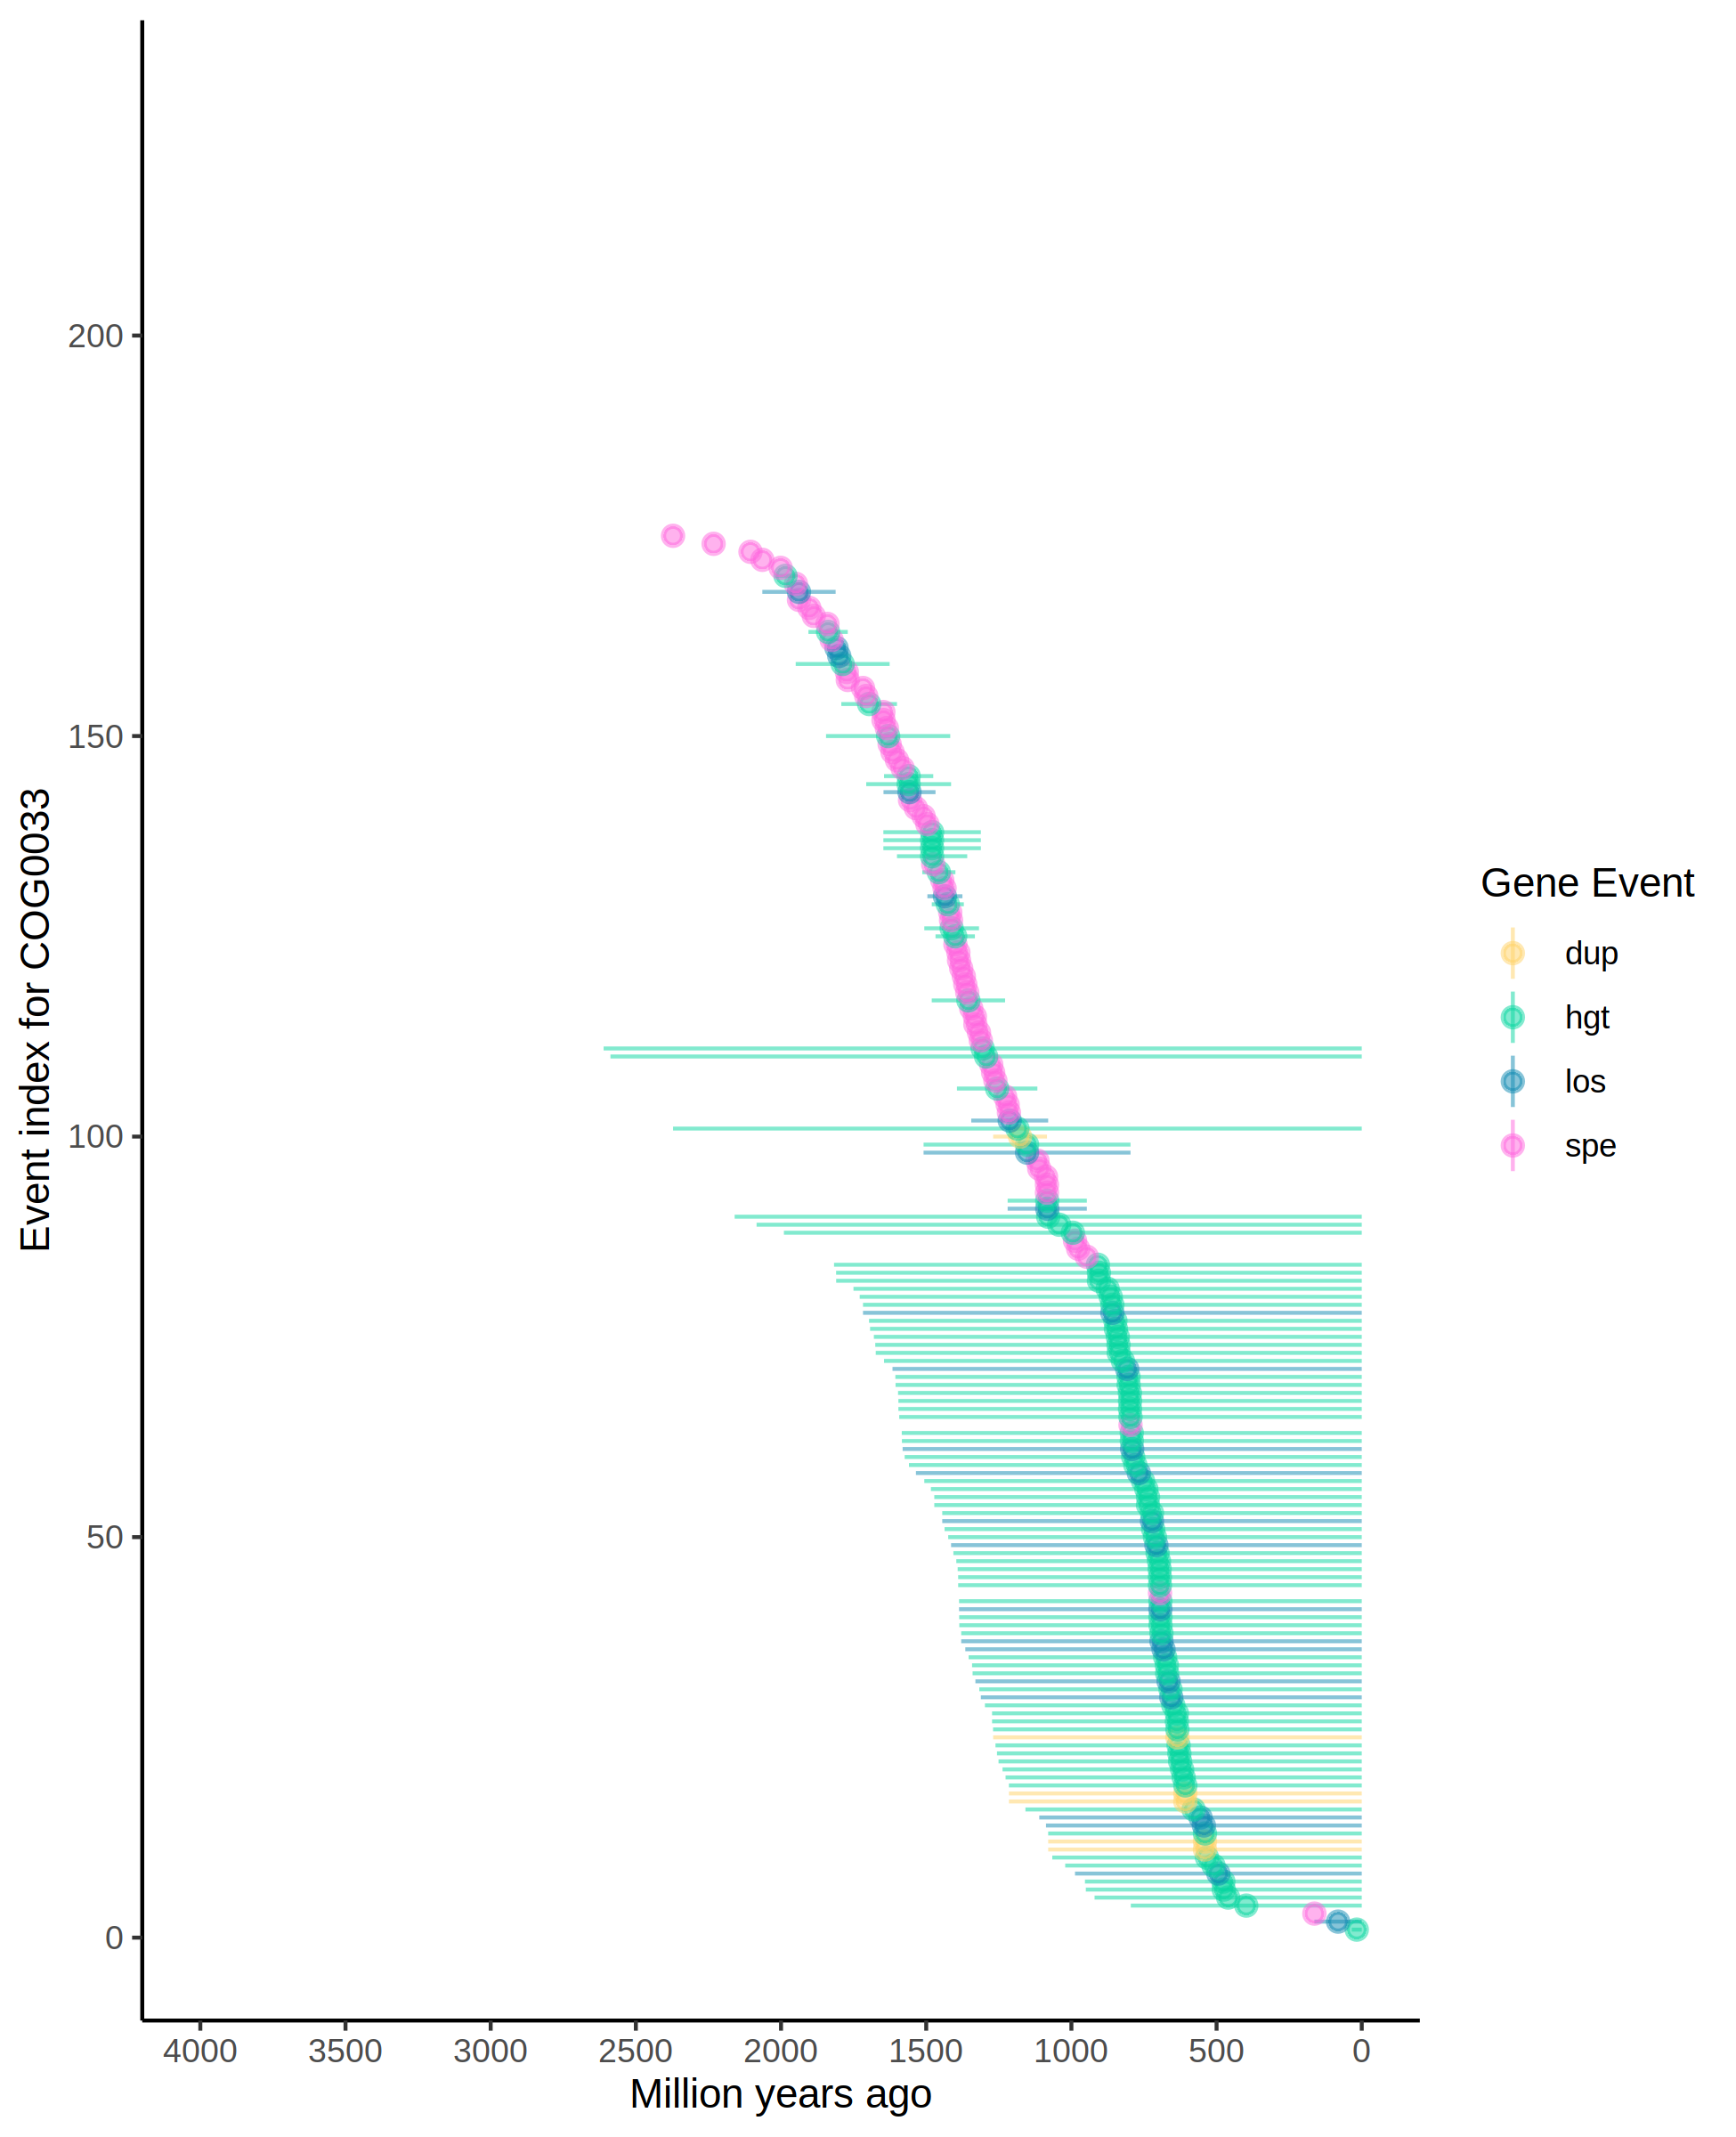 Event index for COG0033
200
150
100
50
0
4000 3500 3000 2500 2000 1500 1000 500 0
Million years ago
Gene Event
dup
hgt
los
spe